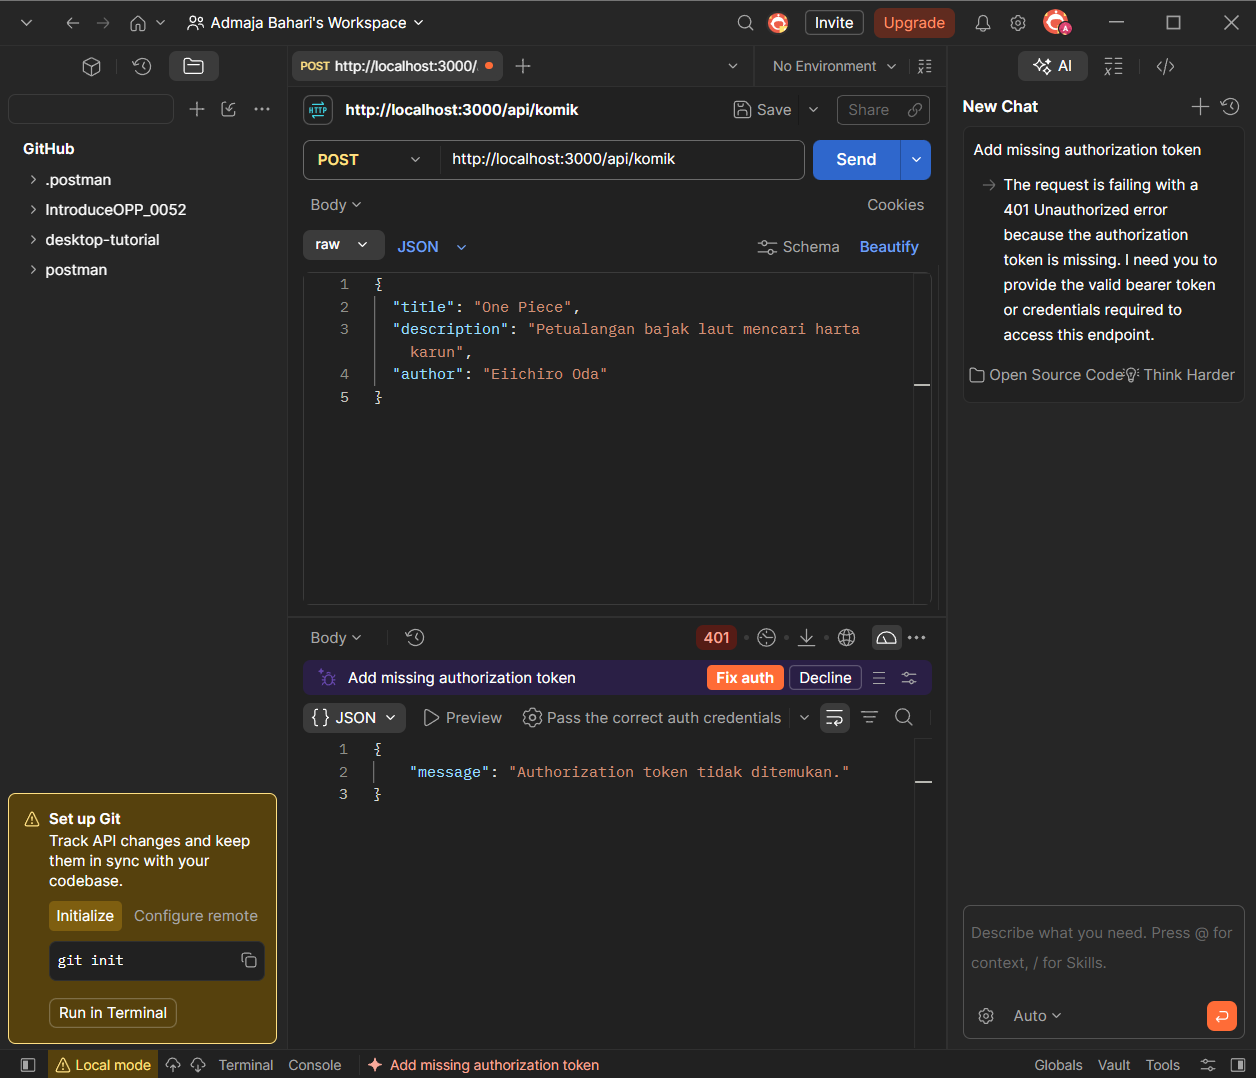 Admaja Bahari's Workspace
Invite
Upgrade
POST http://localhost:3000/.
No Environment
AI
http://localhost:3000/api/komik
Save
Share
New Chat
GitHub
.postman
IntroduceOPP_0052
desktop-tutorial
postman
POST
http://localhost:3000/api/komik
Send
Body
Cookies
raw
JSON
Schema
Beautify
1 {
2 "title": "One Piece",
3 "description": "Petualangan bajak laut mencari harta
karun",
4 "author": "Eiichiro Oda"
5 }
Add missing authorization token
The request is failing with a
401 Unauthorized error
because the authorization
token is missing. I need you to
provide the valid bearer token
or credentials required to
access this endpoint.
Open Source Code
Think Harder
Body
401
Add missing authorization token
Fix auth
Decline
{} JSON
Preview
Pass the correct auth credentials
1 {
2 "message": "Authorization token tidak ditemukan."
3 }
Set up Git
Track API changes and keep
them in sync with your
codebase.
Initialize
Configure remote
git init
Run in Terminal
Describe what you need. Press @ for
context, / for Skills.
Auto
Local mode
Terminal
Console
Add missing authorization token
Globals
Vault
Tools